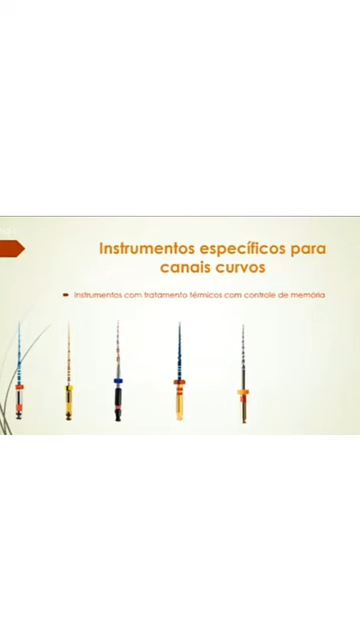 Instrumentos específicos para
canais curvos
Instrumentos com tratamento térmicos com controle de memória